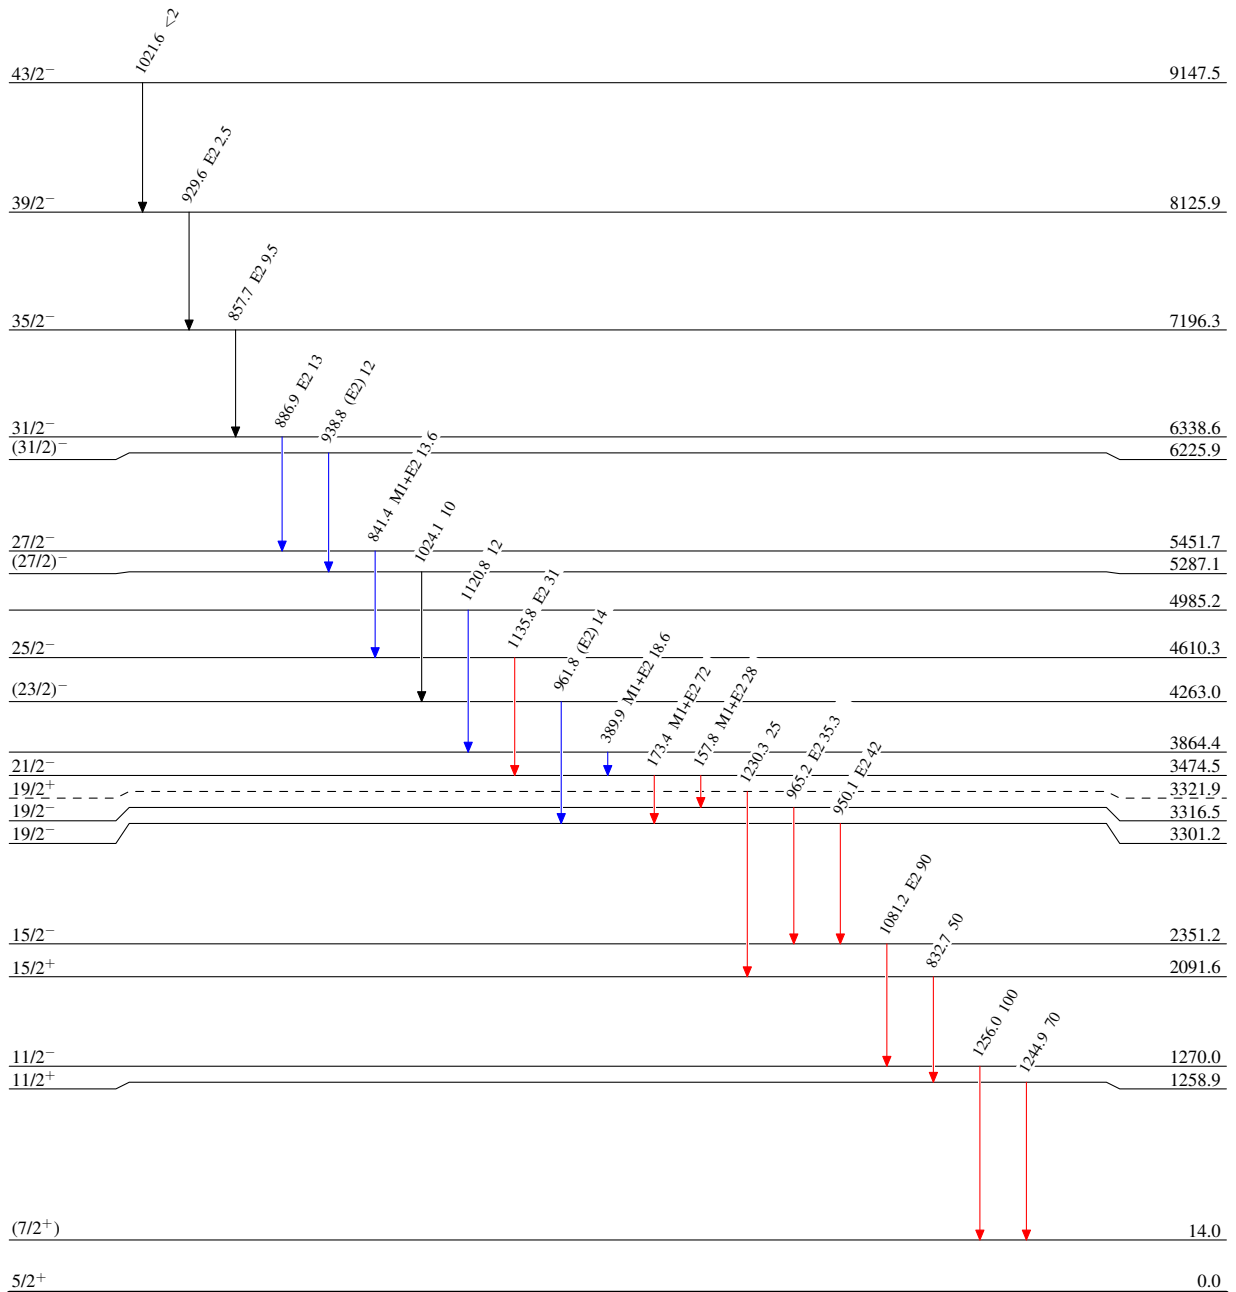 1021.6 <2
43/2− 9147.5
929.6 E2 2.5
39/2− 8125.9
857.7 E2 9.5
35/2− 7196.3
886.9 E2 13
938.8 (E2) 12
31/2− 6338.6
(31/2)− 6225.9
841.4 M1+E2 13.6
1024.1 10
27/2− 5451.7
(27/2)− 5287.1
1120.8 12
4985.2
1135.8 E2 31
25/2− 4610.3
961.8 (E2) 14
(23/2)− 4263.0
389.9 M1+E2 18.6
3864.4
173.4 M1+E2 72
157.8 M1+E2 28
21/2− 3474.5
1230.3 25
19/2+ 3321.9
965.2 E2 35.3
19/2− 3316.5
950.1 E2 42
19/2− 3301.2
1081.2 E2 90
15/2− 2351.2
832.7 50
15/2+ 2091.6
1256.0 100
1244.9 70
11/2− 1270.0
11/2+ 1258.9
(7/2+) 14.0
5/2+ 0.0